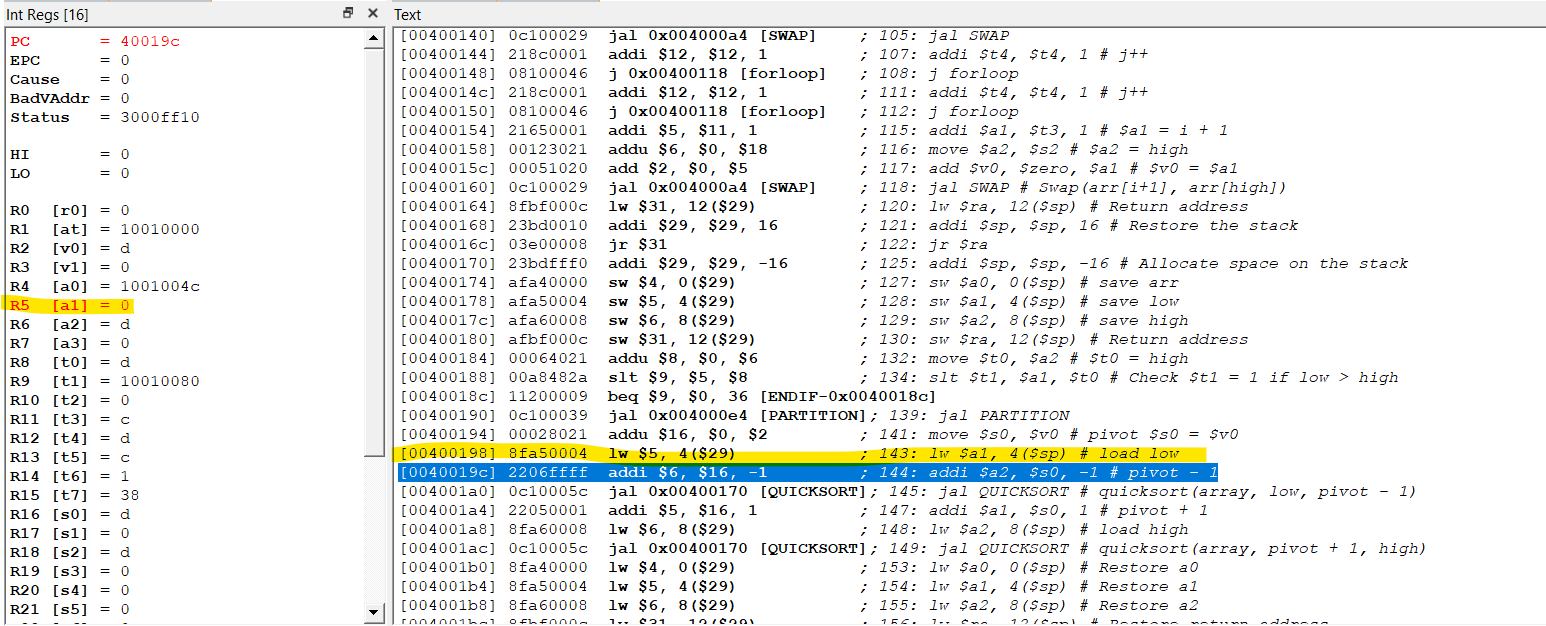 Int Regs [16]
PC = 40019c
EPC = 0
Cause = 0
BadVAddr = 0
Status = 3000ff10
HI = 0
LO = 0
R0 [r0] = 0
R1 [at] = 10010000
R2 [v0] = d
R3 [v1] = 0
R4 [a0] = 1001004c
R5 [a1] = 0
R6 [a2] = d
R7 [a3] = 0
R8 [t0] = d
R9 [t1] = 10010080
R10 [t2] = 0
R11 [t3] = c
R12 [t4] = d
R13 [t5] = c
R14 [t6] = 1
R15 [t7] = 38
R16 [s0] = d
R17 [s1] = 0
R18 [s2] = d
R19 [s3] = 0
R20 [s4] = 0
R21 [s5] = 0
Text
[00400140] 0c100029 jal 0x004000a4 [SWAP] ; 105: jal SWAP
[00400144] 218c0001 addi $12, $12, 1 ; 107: addi $t4, $t4, 1 # j++
[00400148] 08100046 j 0x00400118 [forloop] ; 108: j forloop
[0040014c] 218c0001 addi $12, $12, 1 ; 111: addi $t4, $t4, 1 # j++
[00400150] 08100046 j 0x00400118 [forloop] ; 112: j forloop
[00400154] 21650001 addi $5, $11, 1 ; 115: addi $a1, $t3, 1 # $a1 = i + 1
[00400158] 00123021 addu $6, $0, $18 ; 116: move $a2, $s2 # $a2 = high
[0040015c] 00051020 add $2, $0, $5 ; 117: add $v0, $zero, $a1 # $v0 = $a1
[00400160] 0c100029 jal 0x004000a4 [SWAP] ; 118: jal SWAP # Swap(arr[i+1], arr[high])
[00400164] 8fbf000c lw $31, 12($29) ; 120: lw $ra, 12($sp) # Return address
[00400168] 23bd0010 addi $29, $29, 16 ; 121: addi $sp, $sp, 16 # Restore the stack
[0040016c] 03e00008 jr $31 ; 122: jr $ra
[00400170] 23bdfff0 addi $29, $29, -16 ; 125: addi $sp, $sp, -16 # Allocate space on the stack
[00400174] afa40000 sw $4, 0($29) ; 127: sw $a0, 0($sp) # save arr
[00400178] afa50004 sw $5, 4($29) ; 128: sw $a1, 4($sp) # save low
[0040017c] afa60008 sw $6, 8($29) ; 129: sw $a2, 8($sp) # save high
[00400180] afbf000c sw $31, 12($29) ; 130: sw $ra, 12($sp) # Return address
[00400184] 00064021 addu $8, $0, $6 ; 132: move $t0, $a2 # $t0 = high
[00400188] 00a8482a slt $9, $5, $8 ; 134: slt $t1, $a1, $t0 # Check $t1 = 1 if low > high
[0040018c] 11200009 beq $9, $0, 36 [ENDIF-0x0040018c]
[00400190] 0c100039 jal 0x004000e4 [PARTITION]; 139: jal PARTITION
[00400194] 00028021 addu $16, $0, $2 ; 141: move $s0, $v0 # pivot $s0 = $v0
[00400198] 8fa50004 lw $5, 4($29) ; 143: lw $a1, 4($sp) # load low
[0040019c] 2206ffff addi $6, $16, -1 ; 144: addi $a2, $s0, -1 # pivot - 1
[004001a0] 0c10005c jal 0x00400170 [QUICKSORT]; 145: jal QUICKSORT # quicksort(array, low, pivot - 1)
[004001a4] 22050001 addi $5, $16, 1 ; 147: addi $a1, $s0, 1 # pivot + 1
[004001a8] 8fa60008 lw $6, 8($29) ; 148: lw $a2, 8($sp) # load high
[004001ac] 0c10005c jal 0x00400170 [QUICKSORT]; 149: jal QUICKSORT # quicksort(array, pivot + 1, high)
[004001b0] 8fa40000 lw $4, 0($29) ; 153: lw $a0, 0($sp) # Restore a0
[004001b4] 8fa50004 lw $5, 4($29) ; 154: lw $a1, 4($sp) # Restore a1
[004001b8] 8fa60008 lw $6, 8($29) ; 155: lw $a2, 8($sp) # Restore a2
[004001bc] 8fbf000c lw $31, 12($29) ; 156: lw $ra, 12($sp) # Restore return address